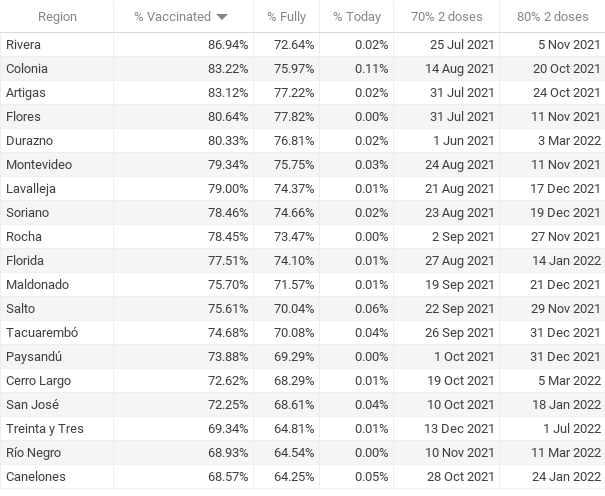 Region % Vaccinated % Fully % Today 70% 2 doses 80% 2 doses
Rivera 86.94% 72.64% 0.02% 25 Jul 2021 5 Nov 2021
Colonia 83.22% 75.97% 0.11% 14 Aug 2021 20 Oct 2021
Artigas 83.12% 77.22% 0.02% 31 Jul 2021 24 Oct 2021
Flores 80.64% 77.82% 0.00% 31 Jul 2021 11 Nov 2021
Durazno 80.33% 76.81% 0.02% 1 Jun 2021 3 Mar 2022
Montevideo 79.34% 75.75% 0.03% 24 Aug 2021 11 Nov 2021
Lavalleja 79.00% 74.37% 0.01% 21 Aug 2021 17 Dec 2021
Soriano 78.46% 74.66% 0.02% 23 Aug 2021 19 Dec 2021
Rocha 78.45% 73.47% 0.00% 2 Sep 2021 27 Nov 2021
Florida 77.51% 74.10% 0.01% 27 Aug 2021 14 Jan 2022
Maldonado 75.70% 71.57% 0.01% 19 Sep 2021 21 Dec 2021
Salto 75.61% 70.04% 0.06% 22 Sep 2021 29 Nov 2021
Tacuarembó 74.68% 70.08% 0.04% 26 Sep 2021 31 Dec 2021
Paysandú 73.88% 69.29% 0.00% 1 Oct 2021 31 Dec 2021
Cerro Largo 72.62% 68.29% 0.01% 19 Oct 2021 5 Mar 2022
San José 72.25% 68.61% 0.04% 10 Oct 2021 18 Jan 2022
Treinta y Tres 69.34% 64.81% 0.01% 13 Dec 2021 1 Jul 2022
Río Negro 68.93% 64.54% 0.00% 10 Nov 2021 11 Mar 2022
Canelones 68.57% 64.25% 0.05% 28 Oct 2021 24 Jan 2022